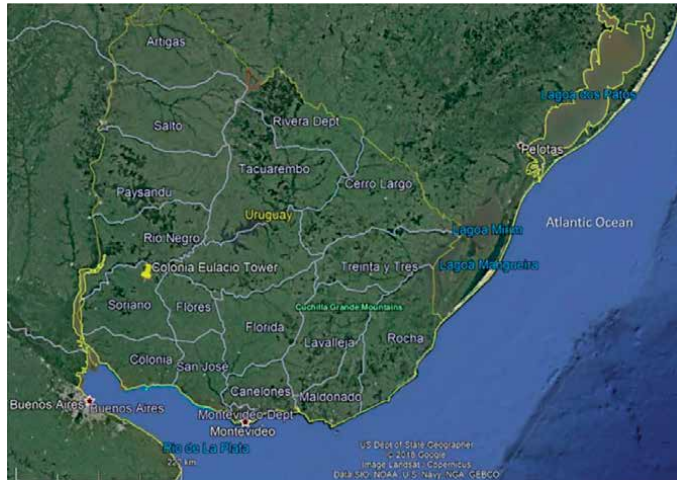 Artigas
Lagoa dos Patos
Salto
Rivera Dept
Pelotas
Tacuarembo
Cerro Largo
Paysandu
Uruguay
Atlantic Ocean
Lagoa Mirim
Rio Negro
Colonia Eulacio Tower
Treinta y Tres
Lagoa Mangueira
Soriano
Flores
Cuchilla Grande Mountains
Florida
Rocha
Lavalleja
Colonia
San Jose
Canelones
Maldonado
Buenos Aires
Buenos Aires
Montevideo Dept
Montevideo
Rio de La Plata
US Dept of State Geographer
© 2018 Google
Image Landsat / Copernicus
Data SIO, NOAA, U.S. Navy, NGA, GEBCO